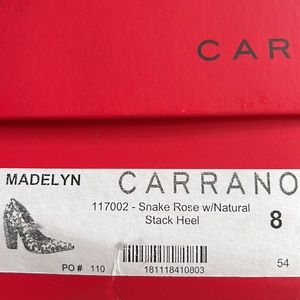 CAR
MADELYN
CARRANO
117002 - Snake Rose w/Natural
Stack Heel
8
PO # 110
181118410803
54